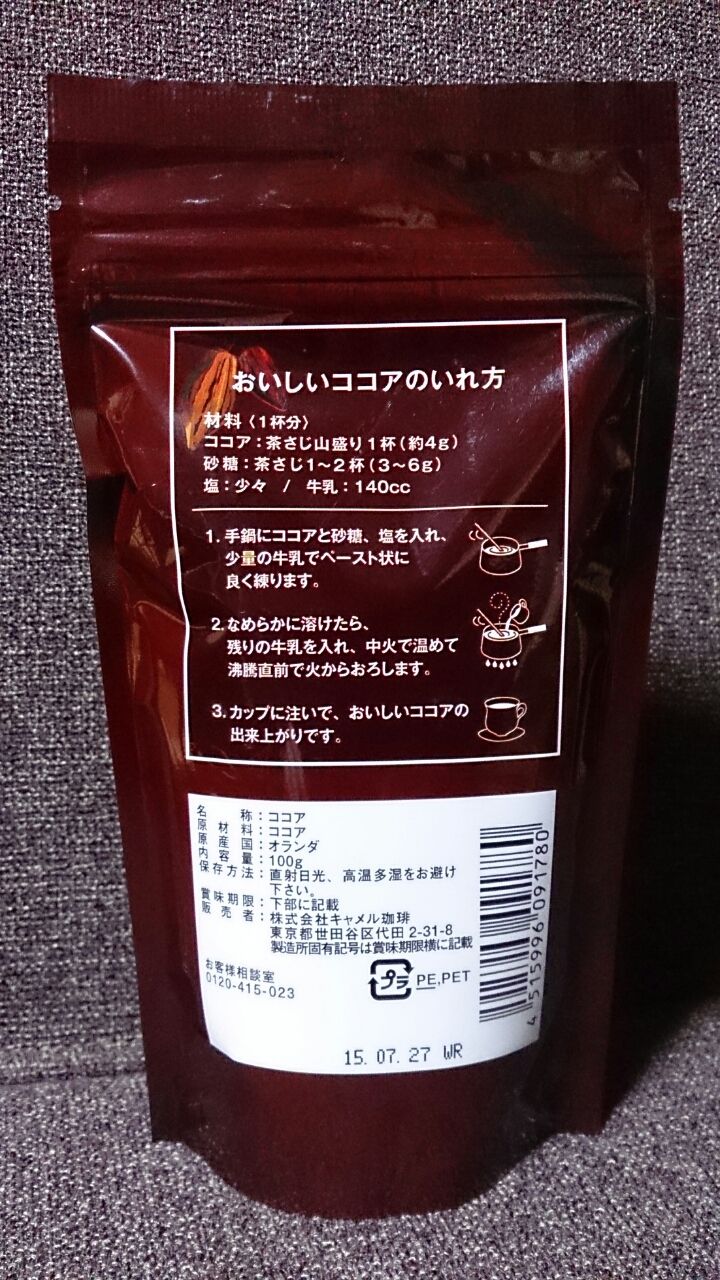 おいしいココアのいれ方
材料〈1杯分〉
ココア：茶さじ山盛り1杯（約4g）
砂糖：茶さじ1〜2杯（3〜6g）
塩：少々 / 牛乳：140cc
1. 手鍋にココアと砂糖、塩を入れ、
少量の牛乳でペースト状に
良く練ります。
2. なめらかに溶けたら、
残りの牛乳を入れ、中火で温めて
沸騰直前で火からおろします。
3. カップに注いで、おいしいココアの
出来上がりです。
名称：ココア
原材料：ココア
原産国：オランダ
内容量：100g
保存方法：直射日光、高温多湿をお避け
下さい。
賞味期限：下部に記載
販売者：株式会社キャメル珈琲
東京都世田谷区代田 2-31-8
製造所固有記号は賞味期限横に記載
お客様相談室
0120-415-023
プラ PE,PET
4 515996 091780
15.07.27 WR